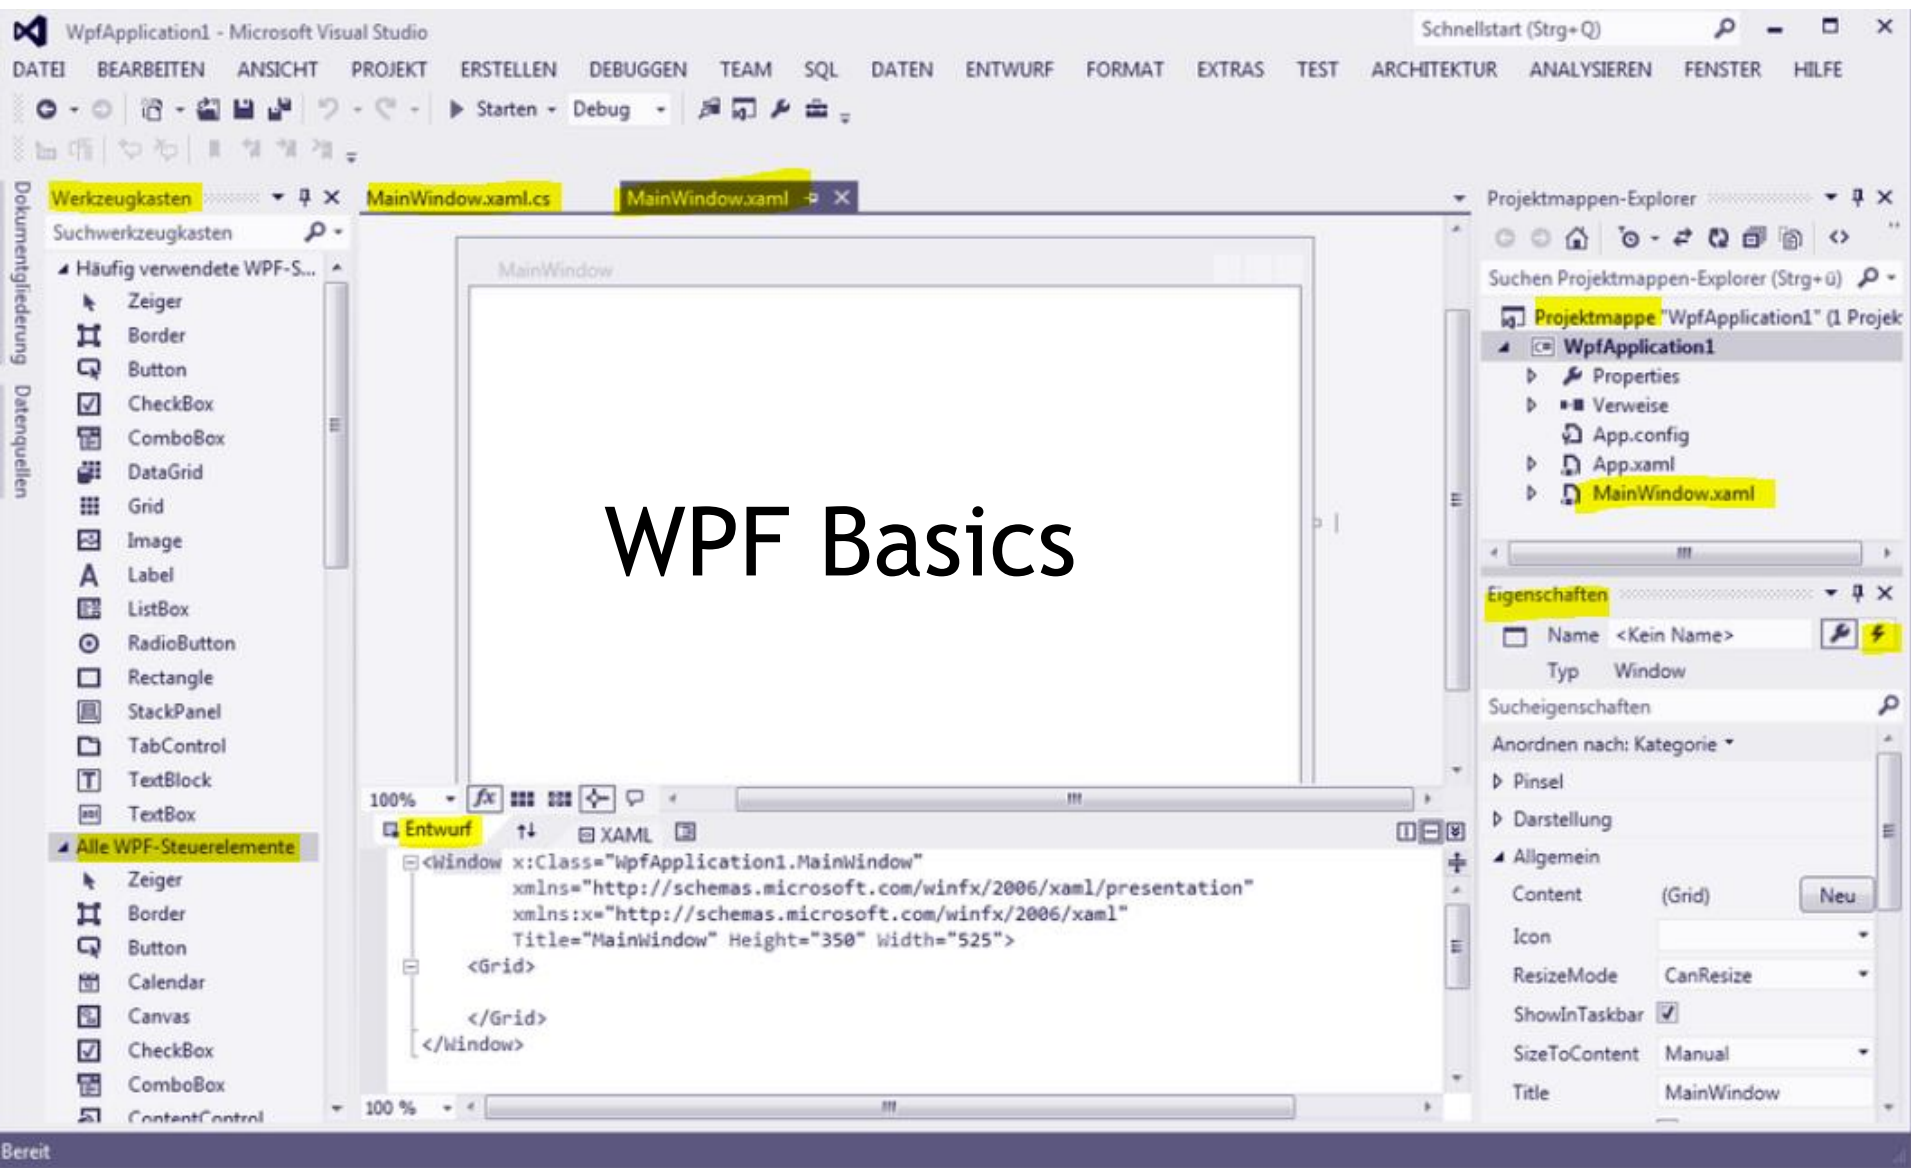 WpfApplication1 - Microsoft Visual Studio
Schnellstart (Strg+Q)
DATEI BEARBEITEN ANSICHT PROJEKT ERSTELLEN DEBUGGEN TEAM SQL DATEN ENTWURF FORMAT EXTRAS TEST ARCHITEKTUR ANALYSIEREN FENSTER HILFE
Starten Debug
Dokumentgliederung
Datenquellen
Werkzeugkasten
Suchwerkzeugkasten
Häufig verwendete WPF-S...
Zeiger
Border
Button
CheckBox
ComboBox
DataGrid
Grid
Image
Label
ListBox
RadioButton
Rectangle
StackPanel
TabControl
TextBlock
TextBox
Alle WPF-Steuerelemente
Zeiger
Border
Button
Calendar
Canvas
CheckBox
ComboBox
ContentControl
MainWindow.xaml.cs
MainWindow.xaml
MainWindow
WPF Basics
100%
Entwurf
XAML
<Window x:Class="WpfApplication1.MainWindow"
xmlns="http://schemas.microsoft.com/winfx/2006/xaml/presentation"
xmlns:x="http://schemas.microsoft.com/winfx/2006/xaml"
Title="MainWindow" Height="350" Width="525">
<Grid>
</Grid>
</Window>
100 %
Projektmappen-Explorer
Suchen Projektmappen-Explorer (Strg+ü)
Projektmappe "WpfApplication1" (1 Projek
WpfApplication1
Properties
Verweise
App.config
App.xaml
MainWindow.xaml
Eigenschaften
Name <Kein Name>
Typ Window
Sucheigenschaften
Anordnen nach: Kategorie
Pinsel
Darstellung
Allgemein
Content (Grid) Neu
Icon
ResizeMode CanResize
ShowInTaskbar
SizeToContent Manual
Title MainWindow
Bereit